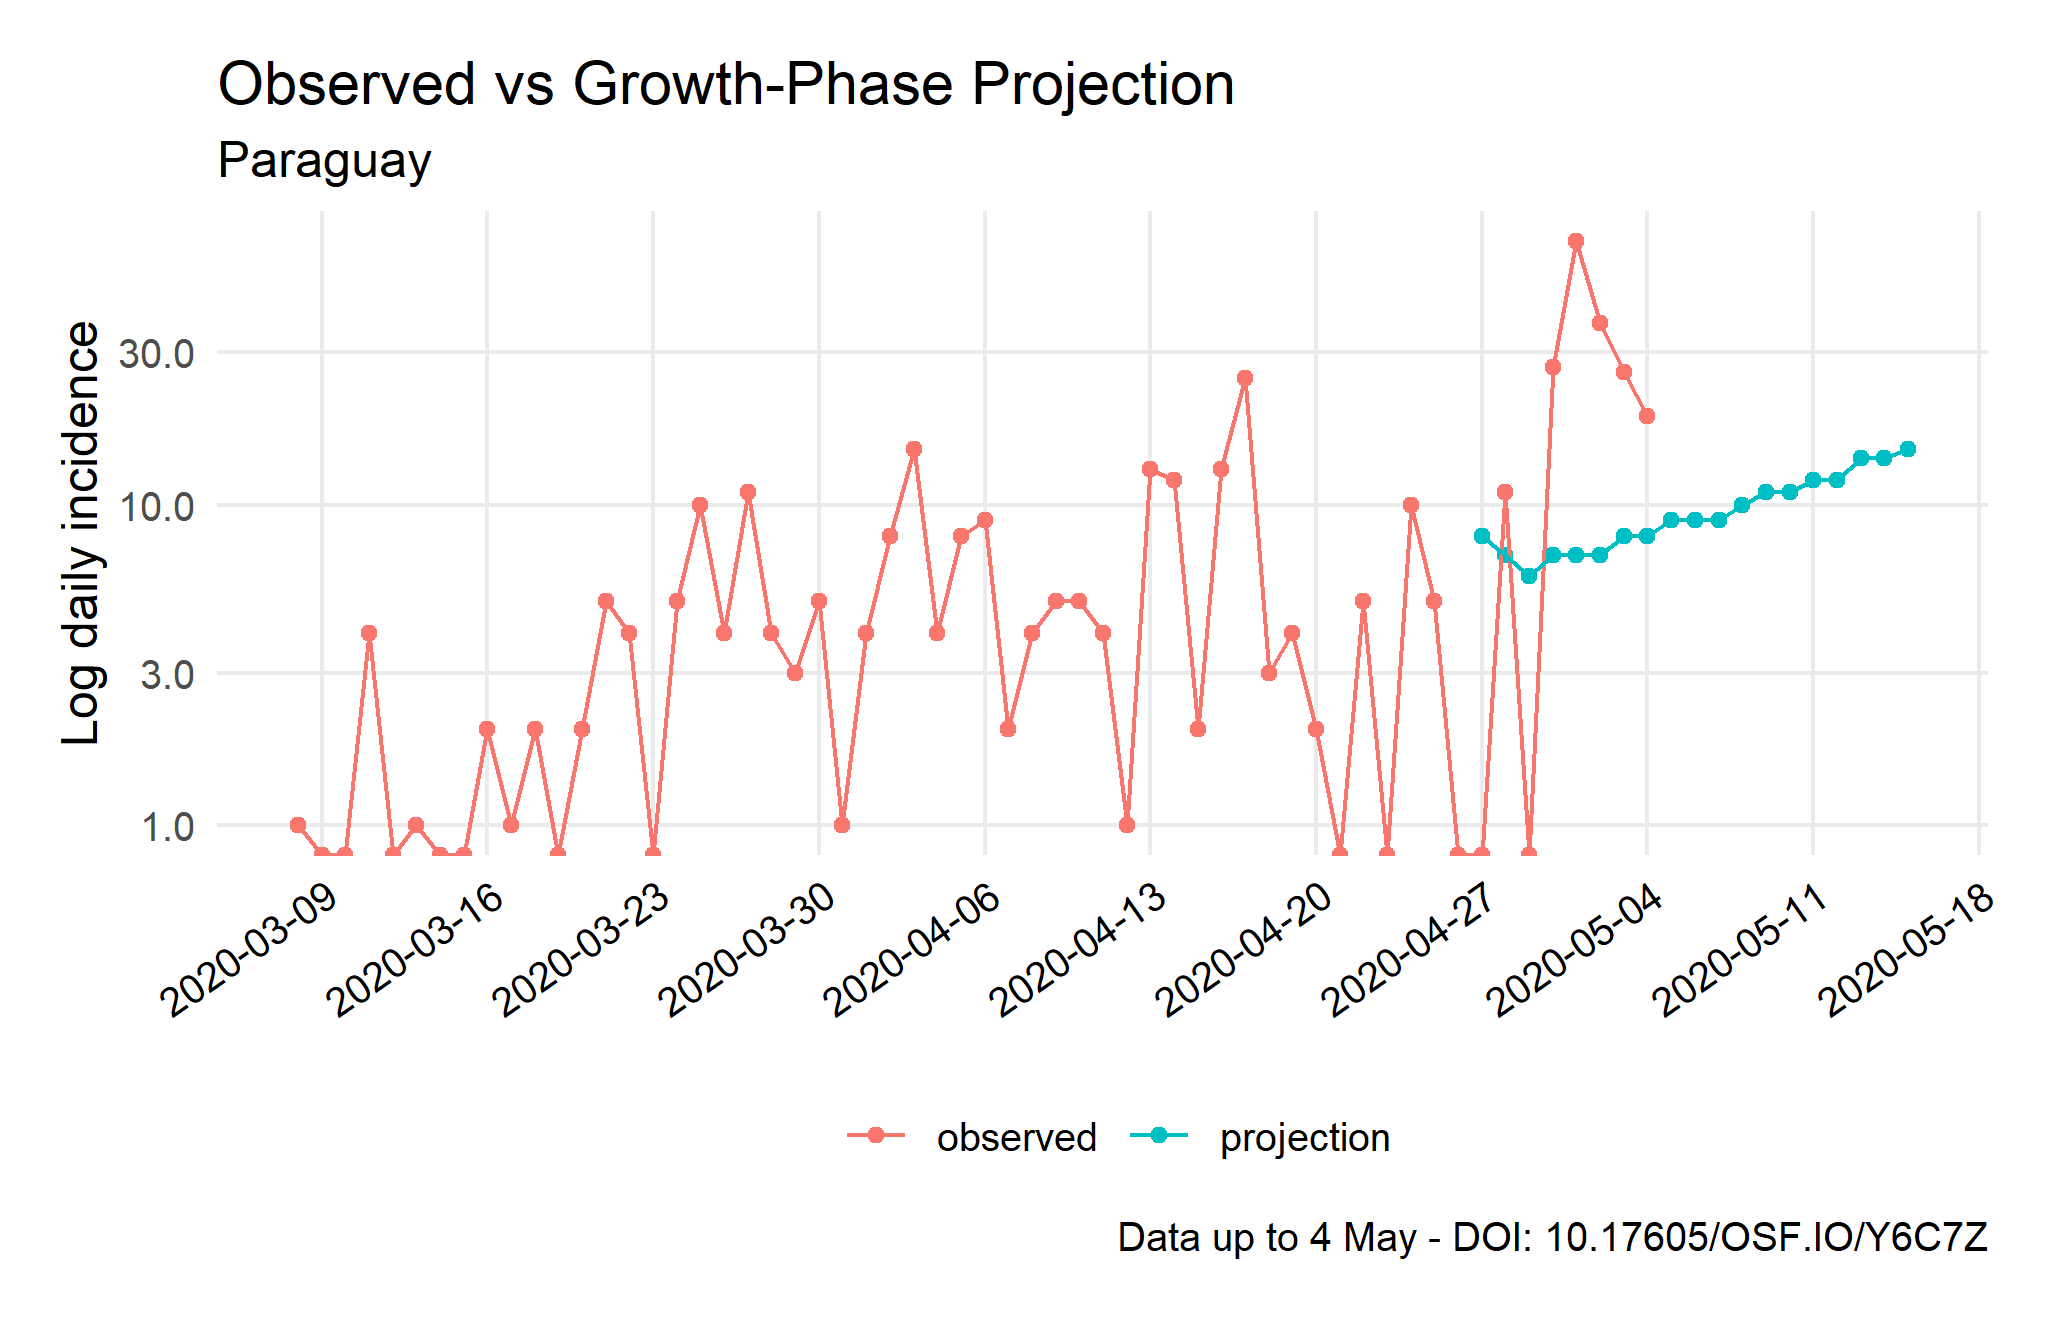 Observed vs Growth-Phase Projection
Paraguay
Log daily incidence
30.0
10.0
3.0
1.0
2020-03-09
2020-03-16
2020-03-23
2020-03-30
2020-04-06
2020-04-13
2020-04-20
2020-04-27
2020-05-04
2020-05-11
2020-05-18
observed
projection
Data up to 4 May - DOI: 10.17605/OSF.IO/Y6C7Z